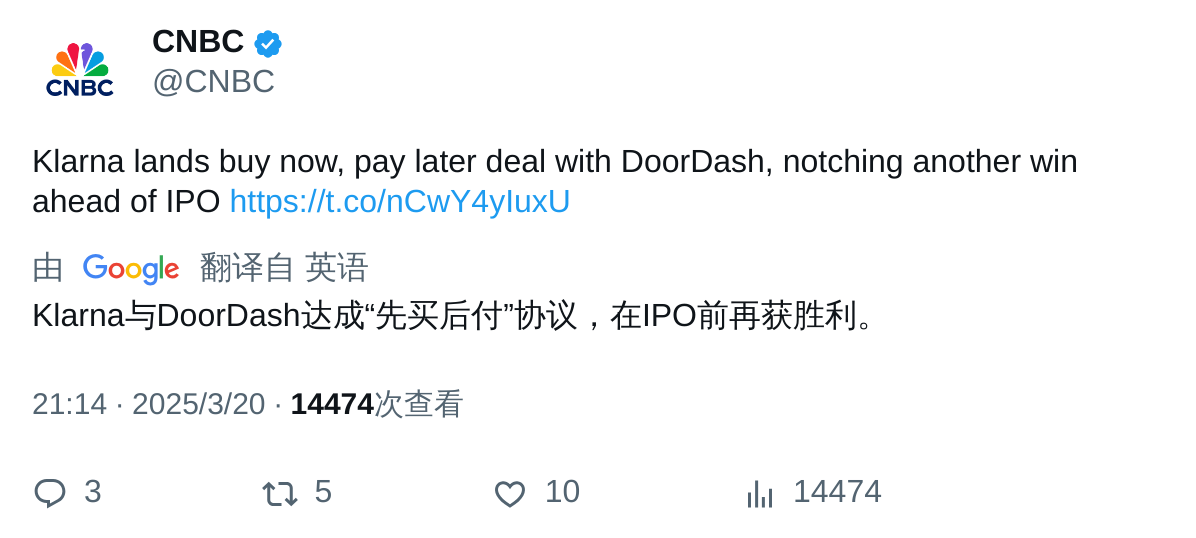 CNBC
CNBC
@CNBC
Klarna lands buy now, pay later deal with DoorDash, notching another win
ahead of IPO https://t.co/nCwY4yIuxU
由 Google 翻译自 英语
Klarna与DoorDash达成“先买后付”协议，在IPO前再获胜利。
21:14 · 2025/3/20 · 14474次查看
3 5 10 14474